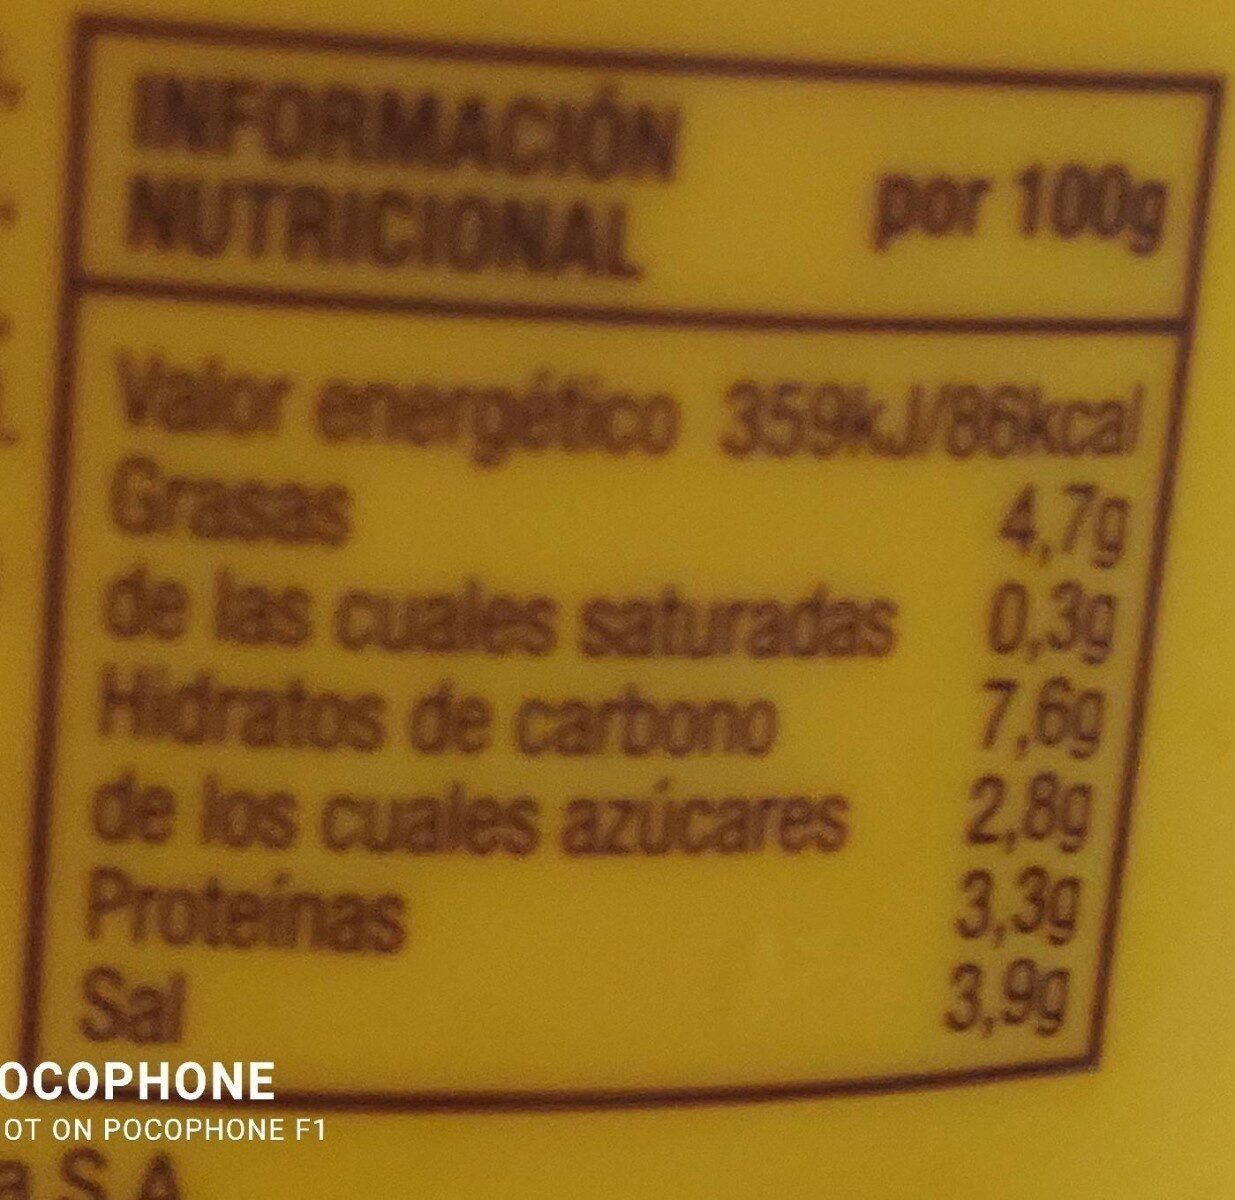 INFORMACIÓN
NUTRICIONAL
por 100g
Valor energético 359kJ/86kcal
Grasas 4,7g
de las cuales saturadas 0,3g
Hidratos de carbono 7,6g
de los cuales azúcares 2,8g
Proteínas 3,3g
Sal 3,9g
OCOPHONE
OT ON POCOPHONE F1
a S.A.